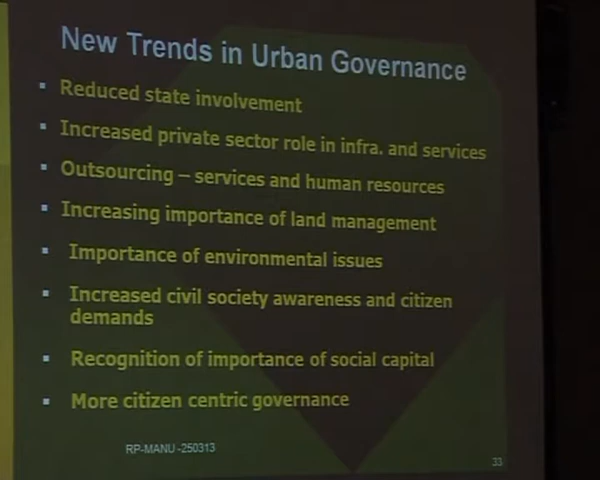 New Trends in Urban Governance
Reduced state involvement
Increased private sector role in infra. and services
Outsourcing – services and human resources
Increasing importance of land management
Importance of environmental issues
Increased civil society awareness and citizen
demands
Recognition of importance of social capital
More citizen centric governance
RP-MANU -250313
33